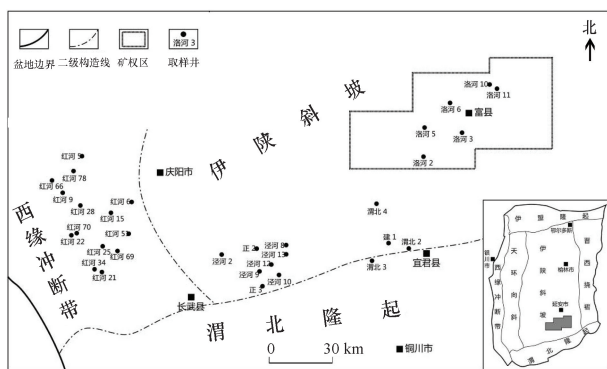 洛河 3
盆地边界 二级构造线 矿权区 取样井
北
伊陕斜坡
洛河 10
洛河 11
洛河 6
富县
洛河 5
洛河 3
洛河 2
红河 5
红河 78
红河 66
红河 9
红河 28
红河 15
红河 6
庆阳市
红河 70
红河 22
红河 51
红河 25
红河 69
红河 34
红河 21
西缘冲断带
渭北 4
建 1
渭北 2
渭北 3
宜君县
正 2
泾河 8
泾河 13
泾河 2
泾河 12
泾河 9
泾河 10
正 3
长武县
渭北隆起
0 30 km
铜川市
伊盟隆起
鄂尔多斯
银川市
西缘冲断带
天环向斜
伊陕斜坡
榆林市
晋西挠褶
延安市
渭北隆起